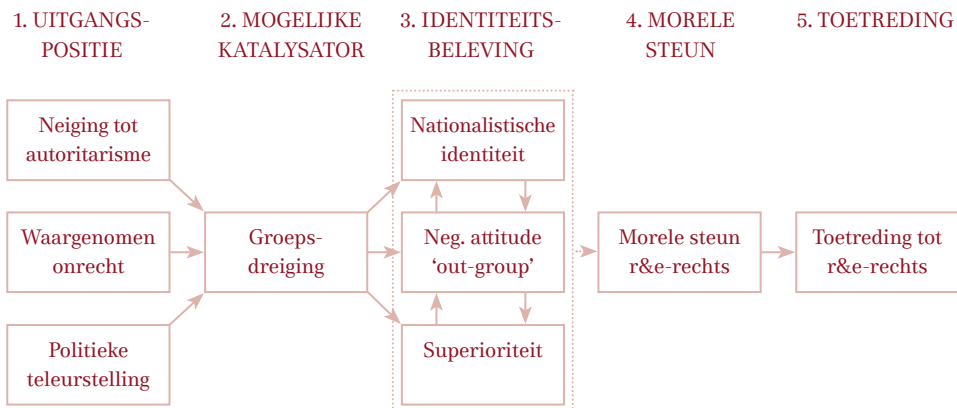 1. UITGANGS-
POSITIE
2. MOGELIJKE
KATALYSATOR
3. IDENTITEITS-
BELEVING
4. MORELE
STEUN
5. TOETREDING
Neiging tot
autoritarisme
Waargenomen
onrecht
Politieke
teleurstelling
Groeps-
dreiging
Nationalistische
identiteit
Neg. attitude
‘out-group’
Superioriteit
Morele steun
r&e-rechts
Toetreding tot
r&e-rechts